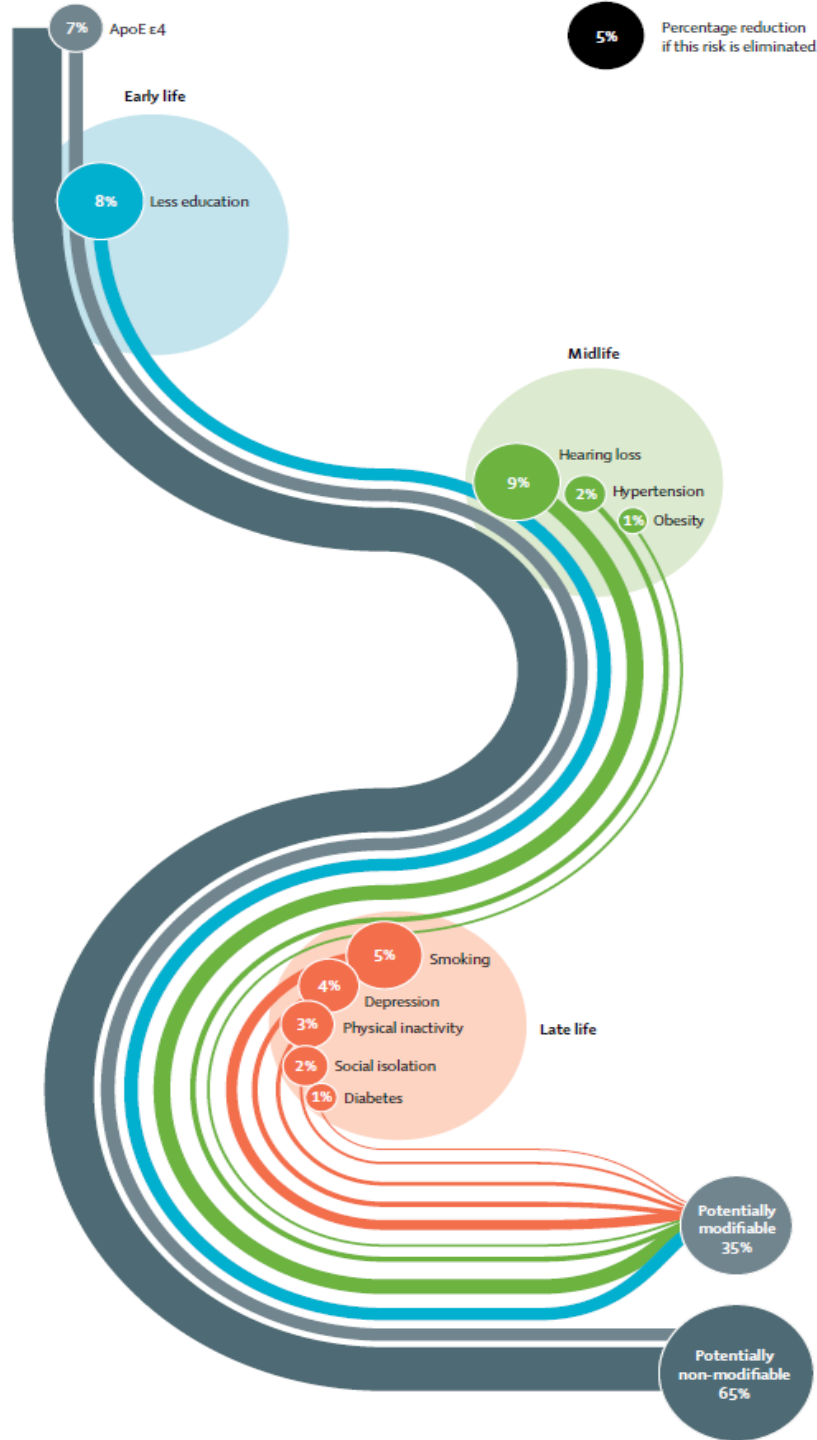 7%
ApoE ε4
5%
Percentage reduction
if this risk is eliminated
Early life
8%
Less education
Midlife
Hearing loss
9%
2%
Hypertension
1%
Obesity
5%
Smoking
4%
Depression
3%
Physical inactivity
Late life
2%
Social isolation
1%
Diabetes
Potentially
modifiable
35%
Potentially
non-modifiable
65%